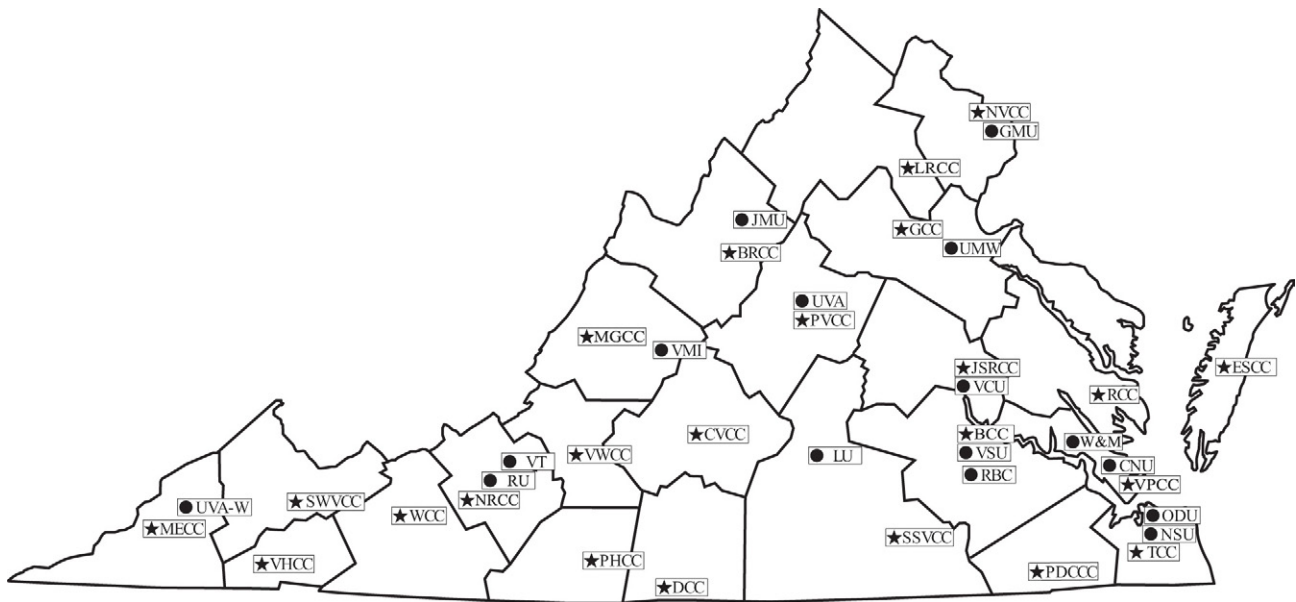 NVCC
GMU
LRCC
JMU
GCC
UMW
BRCC
UVA
PVCC
MGCC
VMI
JSRCC
ESCC
VCU
RCC
CVCC
BCC
W&M
VWCC
LU
VSU
VT
CNU
RU
RBC
VPCC
NRCC
SWVCC
UVA-W
WCC
ODU
MECC
NSU
SSVCC
TCC
VHCC
PHCC
PDCCC
DCC